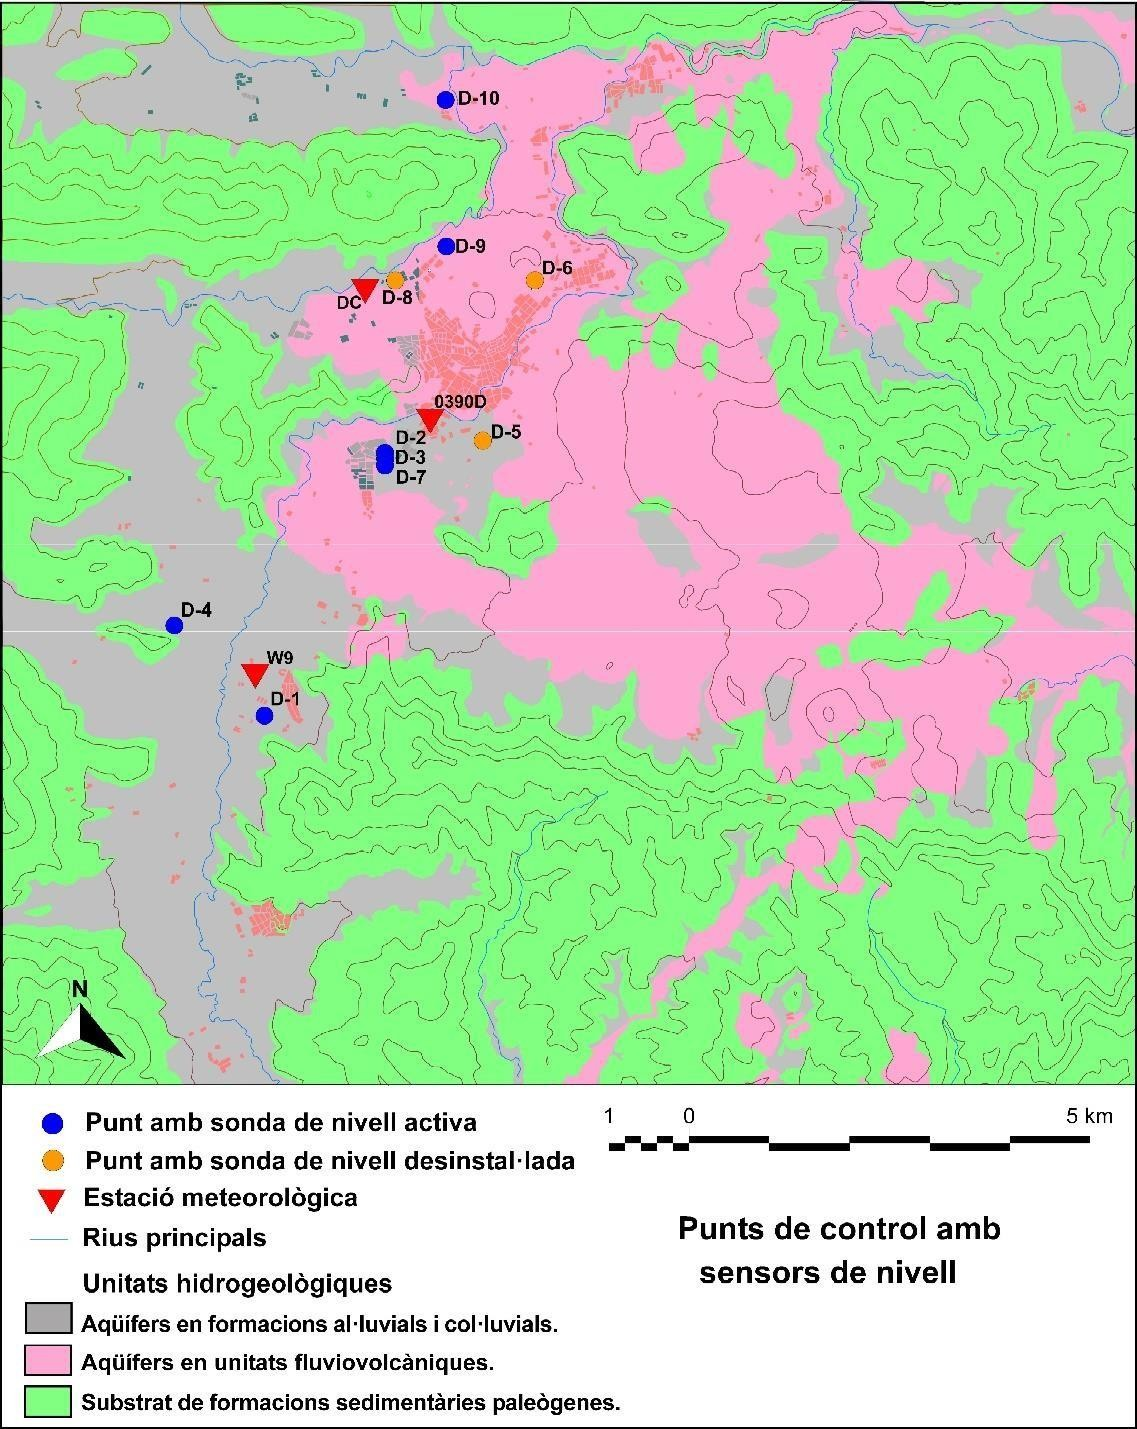 D-10
D-9
D-6
D-8
DC
0390D
D-5
D-2
D-3
D-7
D-4
W9
D-1
N
Punt amb sonda de nivell activa
Punt amb sonda de nivell desinstal·lada
Estació meteorològica
Rius principals
Unitats hidrogeològiques
Aqüífers en formacions al·luvials i col·luvials.
Aqüífers en unitats fluviovolcàniques.
Substrat de formacions sedimentàries paleògenes.
1 0 5 km
Punts de control amb
sensors de nivell